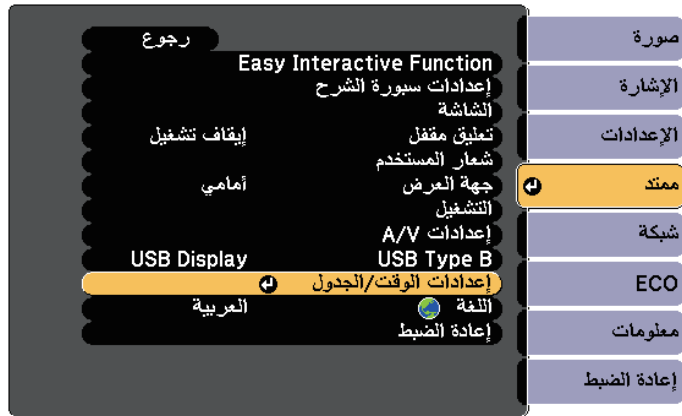 صورة
الإشارة
الإعدادات
ممتد
شبكة
ECO
معلومات
إعادة الضبط
رجوع
Easy Interactive Function
إعدادات سبورة الشرح
الشاشة
تعليق مقفل إيقاف تشغيل
شعار المستخدم
جهة العرض أمامي
التشغيل
إعدادات A/V
USB Type B USB Display
إعدادات الوقت/الجدول
اللغة العربية
إعادة الضبط